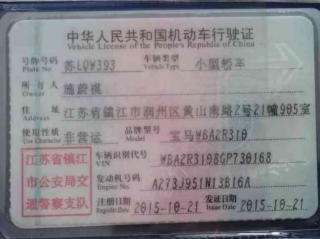 中华人民共和国机动车行驶证
Vehicle License of the People's Republic of China
号牌号码 苏LQW393 车辆类型 小型轿车
Plate No. Vehicle Type
所有人 施蔚祺
Owner
住址 江苏省镇江市润州区黄山南路2号21幢905室
Address
使用性质 非营运 品牌型号 宝马WBA2R310
Use Character Model
江苏省镇江市公安局交通警察支队
车辆识别代号 WBA2R3108GP730168
VIN
发动机号码 A273J951N13B16A
Engine No.
注册日期 2015-10-21 发证日期 2015-10-21
Register Date Issue Date